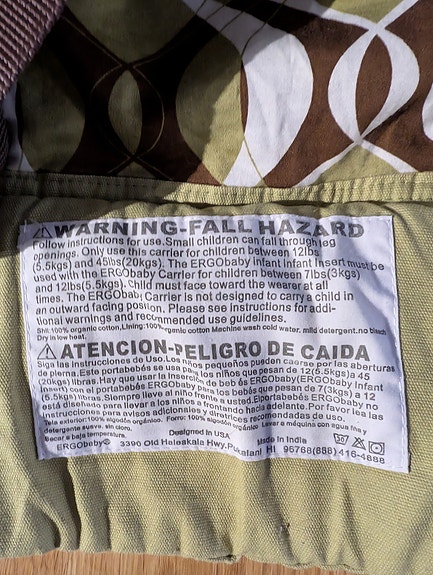 ⚠WARNING-FALL HAZARD
Follow instructions for use.Small children can fall through leg
openings. Only use this carrier for children between 12lbs
(5.5kgs) and 45lbs(20kgs). The ERGObaby Infant Infant Insert must be
used with the ERGObaby Carrier for children between 7lbs(3kgs)
and 12lbs(5.5kgs). Child must face toward the wearer at all
times. The ERGObaby Carrier is not designed to carry a child in
an outward facing position. Please see instructions for addi-
tional warnings and recommended use guidelines.
Shll:100% organic cotton,Lining:100% organic cotton Machine wash cold water. mild detergent.no bleach
Dry in low heat.
⚠ATENCION-PELIGRO DE CAIDA
Siga las Instrucciones de Uso.Los niños pequeños pueden caerse por las aberturas
de pierna. Este portabebés se usa para los niños que pesan de 12(5.5kgs) a 45
(20kgs) libras.Hay que usar la Inserción de bebé s ERGObaby(ERGObaby Infant
Insert) con el portabébés ERGObaby para los bebés que pesan de 7(3kgs) a 12
(5.5kgs) libras.Siempre lleve al niño frente a usted.Elportabebés ERGObaby no
está diseñado para llevar a los niños a frontando hacia adelante.Por favor lea las
instrucciones para avisos adicionales y directrices recomendadas de uso.
Tela exterior:100% algodón orgánico. Forro: 100% algodón orgánico Lavar a máquina con agua fria y
detergente suave, sin cloro.
Secar a baja temperatura.
Designed in USA Made in India 30
ERGObaby® 3390 Old Haleakala Hwy.Pukalani HI 96768(888) 416-4888